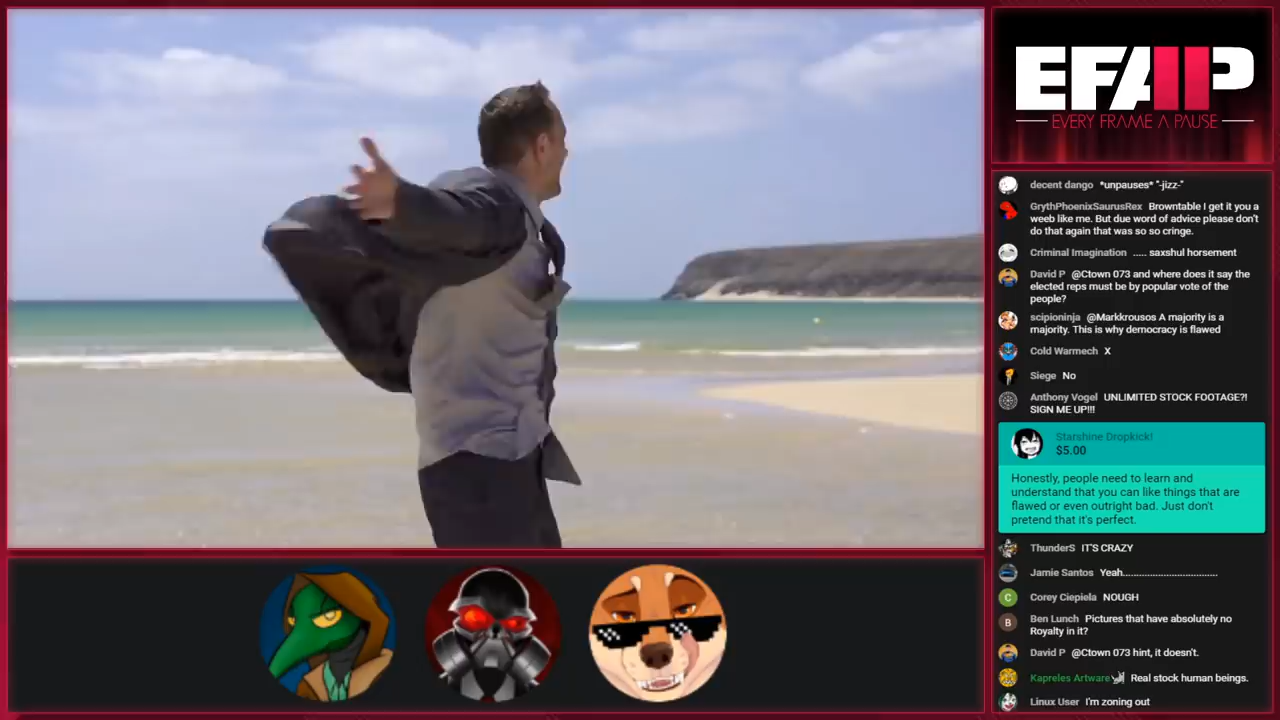 EFAP
EVERY FRAME A PAUSE
decent dango *unpauses* "-jizz-"
GrythPhoenixSaurusRex Browntable I get it you a
weeb like me. But due word of advice please don't
do that again that was so so cringe.
Criminal Imagination ..... saxshul horsement
David P @Ctown 073 and where does it say the
elected reps must be by popular vote of the
people?
scipioninja @Markkrousos A majority is a
majority. This is why democracy is flawed
Cold Warmech X
Siege No
Anthony Vogel UNLIMITED STOCK FOOTAGE?!
SIGN ME UP!!!
Starshine Dropkick!
$5.00
Honestly, people need to learn and
understand that you can like things that are
flawed or even outright bad. Just don't
pretend that it's perfect.
ThunderS IT'S CRAZY
Jamie Santos Yeah..................................
C
Corey Ciepiela NOUGH
B
Ben Lunch Pictures that have absolutely no
Royalty in it?
David P @Ctown 073 hint, it doesn't.
Kapreles Artware Real stock human beings.
Linux User I'm zoning out